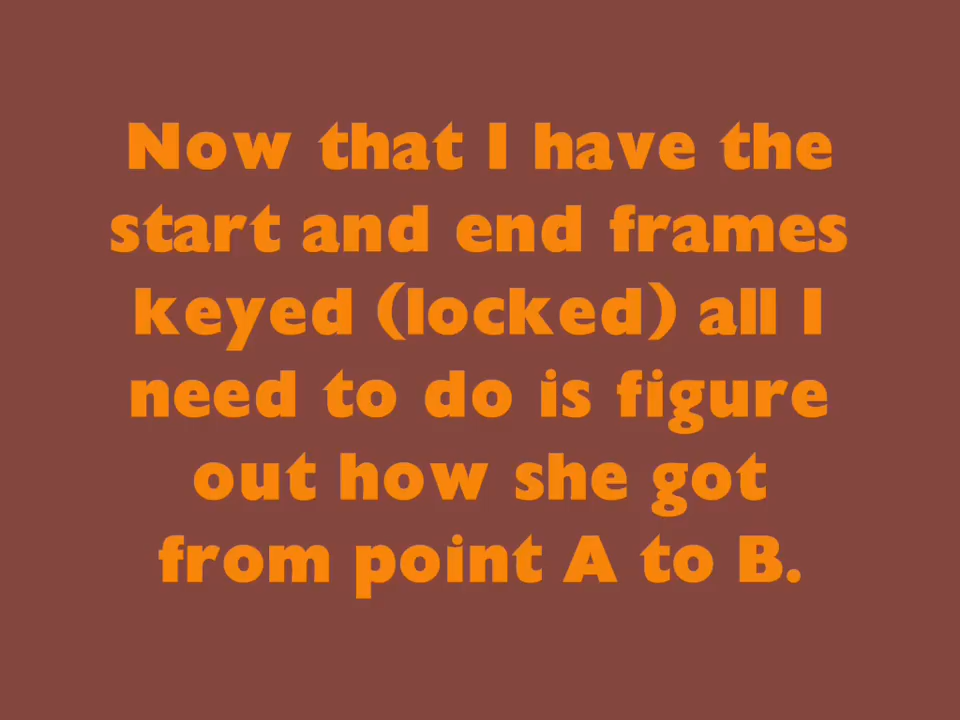 Now that I have the
start and end frames
keyed (locked) all I
need to do is figure
out how she got
from point A to B.